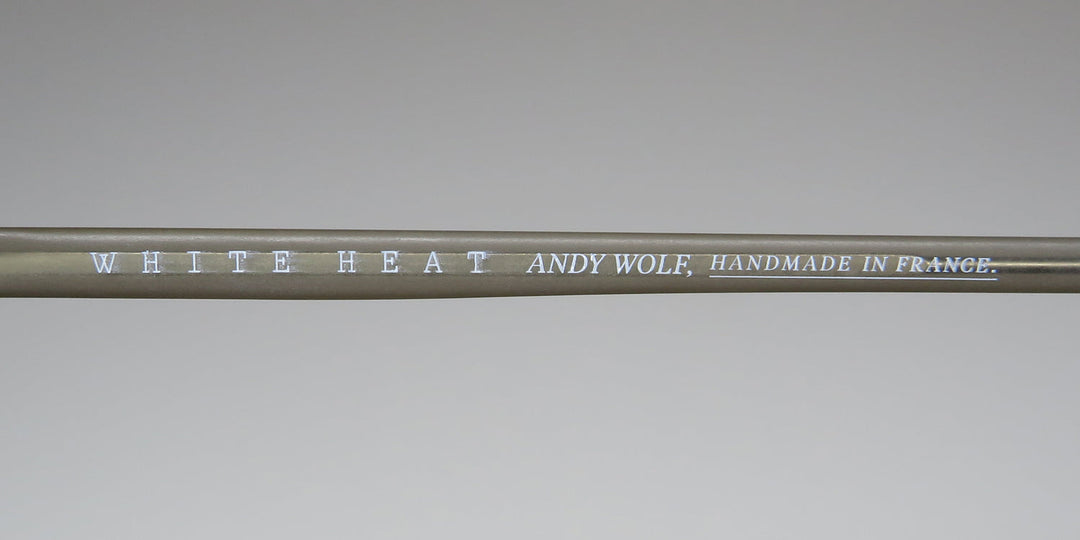 WHITE HEAT ANDY WOLF, HANDMADE IN FRANCE.